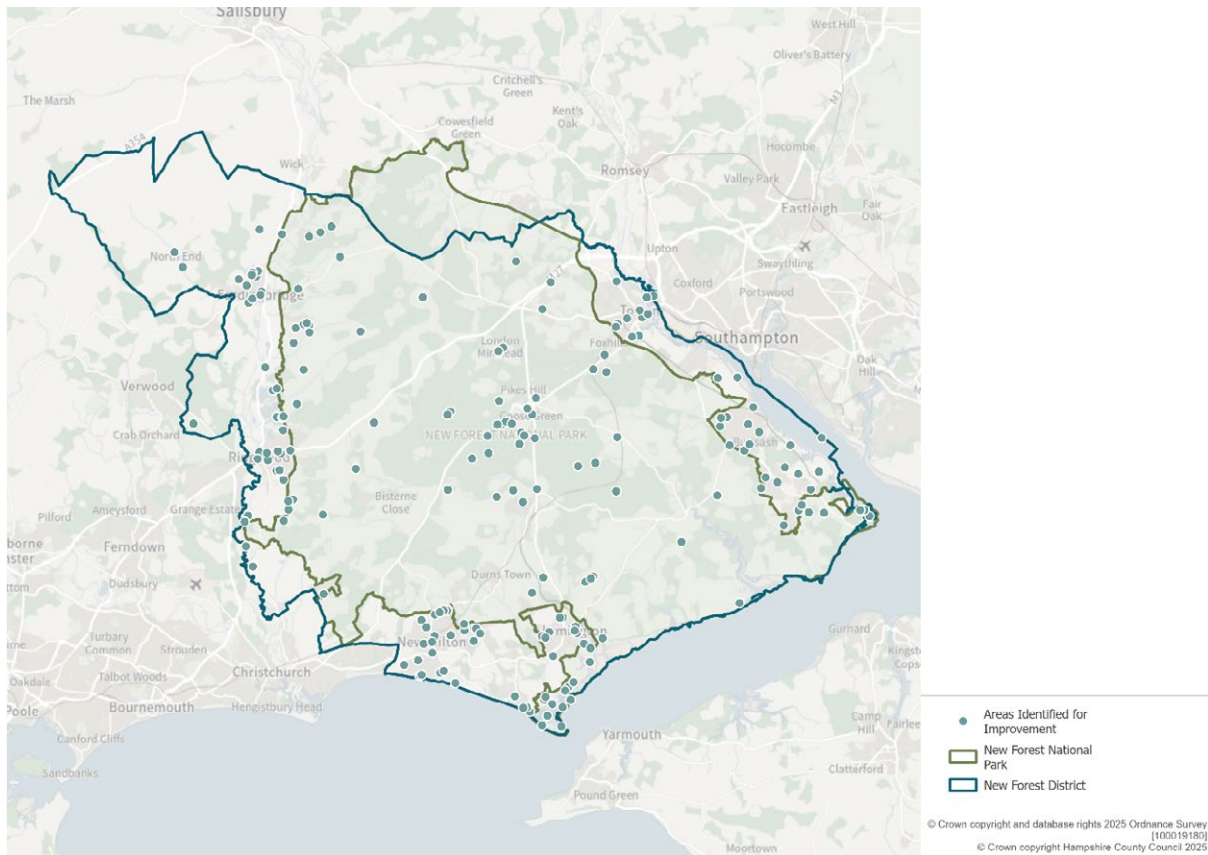 Salisbury
West Hill
Oliver's Battery
Critchell's
Green
The Marsh
M3
Kent's
Oak
Cowesfield
Green
A354
Hocombe
Wick
Romsey
Valley Park
Eastleigh
Fair
Oak
North End
Upton
Swaythling
Coxford
Portswood
Southampton
London
Foxhills
Oak
Hill
Verwood
Pikes Hill
Goose Green
Crab Orchard
NEW FOREST NATIONAL PARK
Bisterne
Close
Pilford
Ameysford
Grange Estate
Ferndown
Dudsbury
Durns Town
Gurnard
Turbary
Common
Strouden
Christchurch
Oakdale
Talbot Woods
Poole
Bournemouth
Hengistbury Head
Yarmouth
Camp
Hill
Canford Cliffs
Sandbanks
Clatterford
Pound Green
Moortown
Areas Identified for
Improvement
New Forest National
Park
New Forest District
© Crown copyright and database rights 2025 Ordnance Survey
[100019180]
© Crown copyright Hampshire County Council 2025